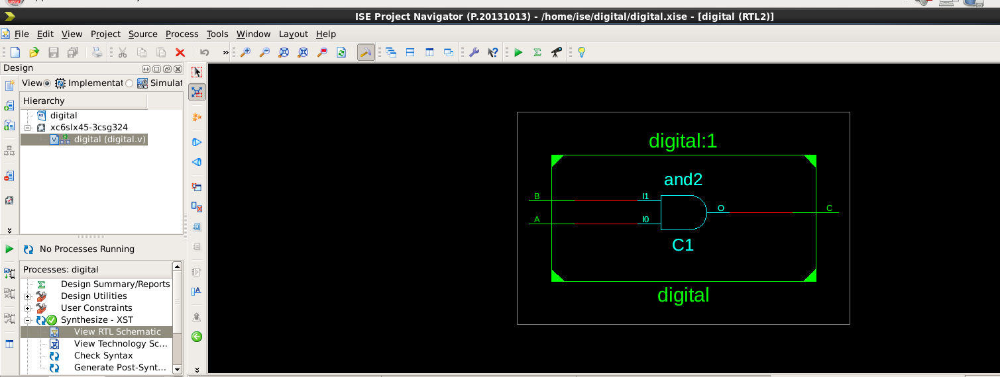 ISE Project Navigator (P.20131013) - /home/ise/digital/digital.xise - [digital (RTL2)]
File Edit View Project Source Process Tools Window Layout Help
Design
View Implementat Simulat
Hierarchy
digital
xc6slx45-3csg324
digital (digital.v)
No Processes Running
Processes: digital
Design Summary/Reports
Design Utilities
User Constraints
Synthesize - XST
View RTL Schematic
View Technology Sc...
Check Syntax
Generate Post-Synt...
digital:1
and2
B I1
O C
A I0
C1
digital